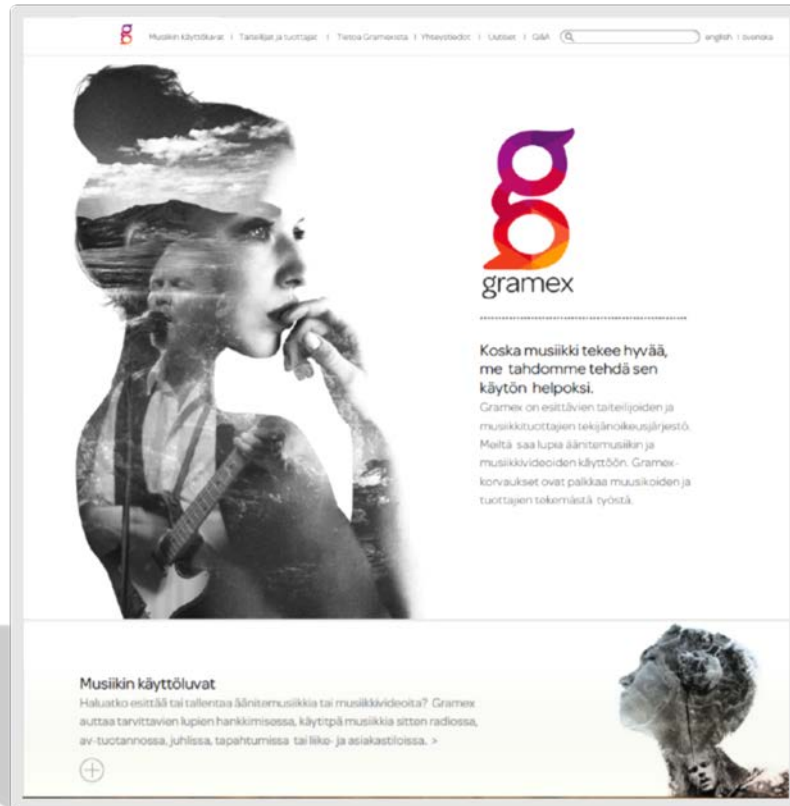 Musiikin käyttöluvat | Taiteilijat ja tuottajat | Tietoa Gramexista | Yhteystiedot | Uutiset | Q&A english | svenska
gramex
Koska musiikki tekee hyvää,
me tahdomme tehdä sen
käytön helpoksi.
Gramex on esittävien taiteilijoiden ja
musiikkituottajien tekijänoikeusjärjestö.
Meiltä saa lupia äänitemusiikin ja
musiikkivideoiden käyttöön. Gramex-
korvaukset ovat palkkaa muusikoiden ja
tuottajien tekemästä työstä.
Musiikin käyttöluvat
Haluatko esittää tai tallentaa äänitemusiikkia tai musiikkivideoita? Gramex
auttaa tarvittavien lupien hankkimisessa, käytitpä musiikkia sitten radiossa,
av-tuotannossa, juhlissa, tapahtumissa tai liike- ja asiakastiloissa. >